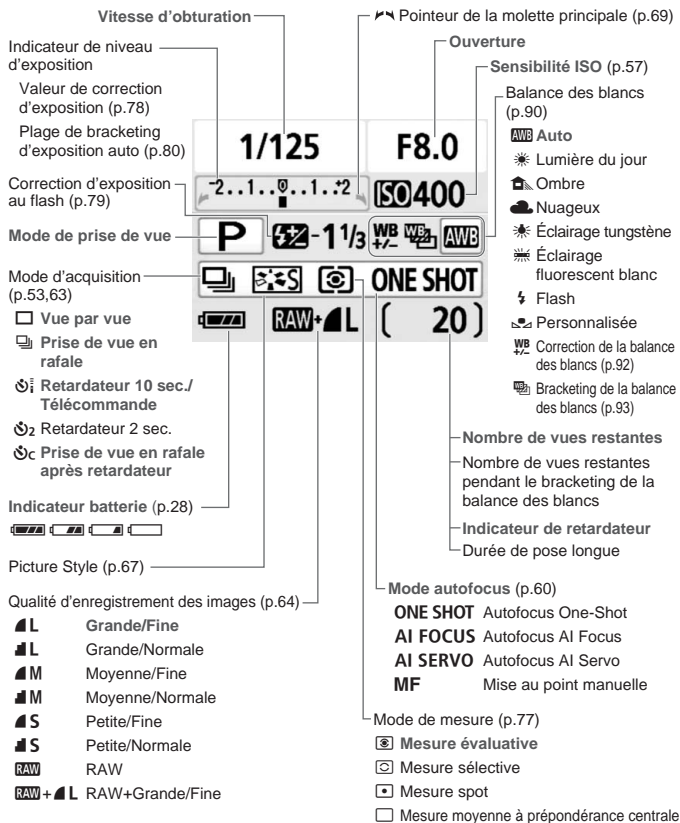 Vitesse d’obturation
Pointeur de la molette principale (p.69)
Indicateur de niveau
d’exposition
Valeur de correction
d’exposition (p.78)
Plage de bracketing
d’exposition auto (p.80)
Correction d’exposition
au flash (p.79)
Mode de prise de vue
Mode d’acquisition
(p.53,63)
Vue par vue
Prise de vue en
rafale
Retardateur 10 sec./
Télécommande
2 Retardateur 2 sec.
C Prise de vue en rafale
après retardateur
Indicateur batterie (p.28)
Picture Style (p.67)
Qualité d’enregistrement des images (p.64)
L Grande/Fine
L Grande/Normale
M Moyenne/Fine
M Moyenne/Normale
S Petite/Fine
S Petite/Normale
RAW RAW
RAW + L RAW+Grande/Fine
1/125 F8.0
-2..1..0..1..+2 ISO 400
P -1 1/3 WB +/- WB AWB
S ONE SHOT
RAW + L [ 20 ]
Ouverture
Sensibilité ISO (p.57)
Balance des blancs
(p.90)
AWB Auto
Lumière du jour
Ombre
Nuageux
Éclairage tungstène
Éclairage
fluorescent blanc
Flash
Personnalisée
WB +/- Correction de la balance
des blancs (p.92)
WB Bracketing de la balance
des blancs (p.93)
Nombre de vues restantes
Nombre de vues restantes
pendant le bracketing de la
balance des blancs
Indicateur de retardateur
Durée de pose longue
Mode autofocus (p.60)
ONE SHOT Autofocus One-Shot
AI FOCUS Autofocus AI Focus
AI SERVO Autofocus AI Servo
MF Mise au point manuelle
Mode de mesure (p.77)
Mesure évaluative
Mesure sélective
Mesure spot
Mesure moyenne à prépondérance centrale